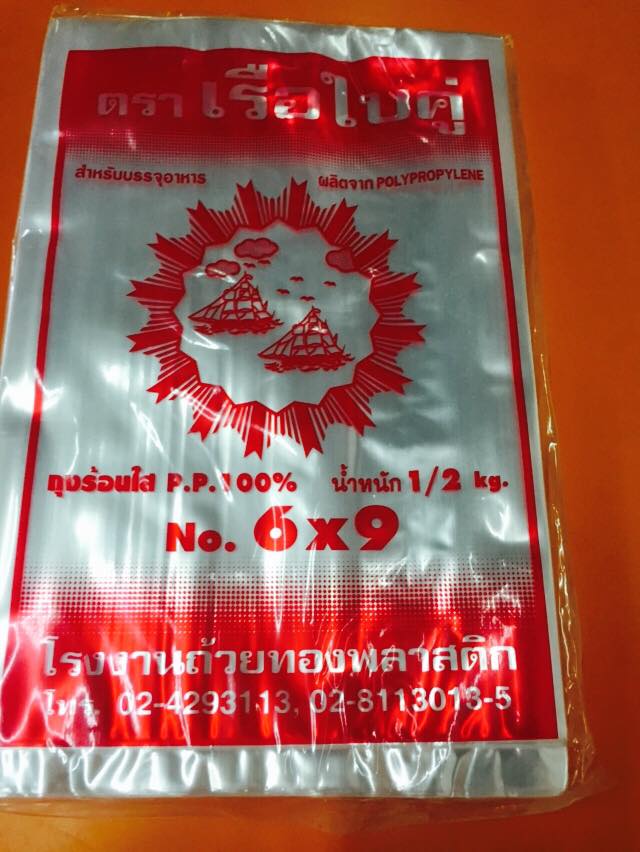 ตรา เรือใบคู่
สำหรับบรรจุอาหาร ผลิตจาก POLYPROPYLENE
ถุงร้อนใส P.P.100% น้ำหนัก 1/2 kg.
No. 6x9
โรงงานถ้วยทองพลาสติก
โทร. 02-4293113, 02-8113013-5